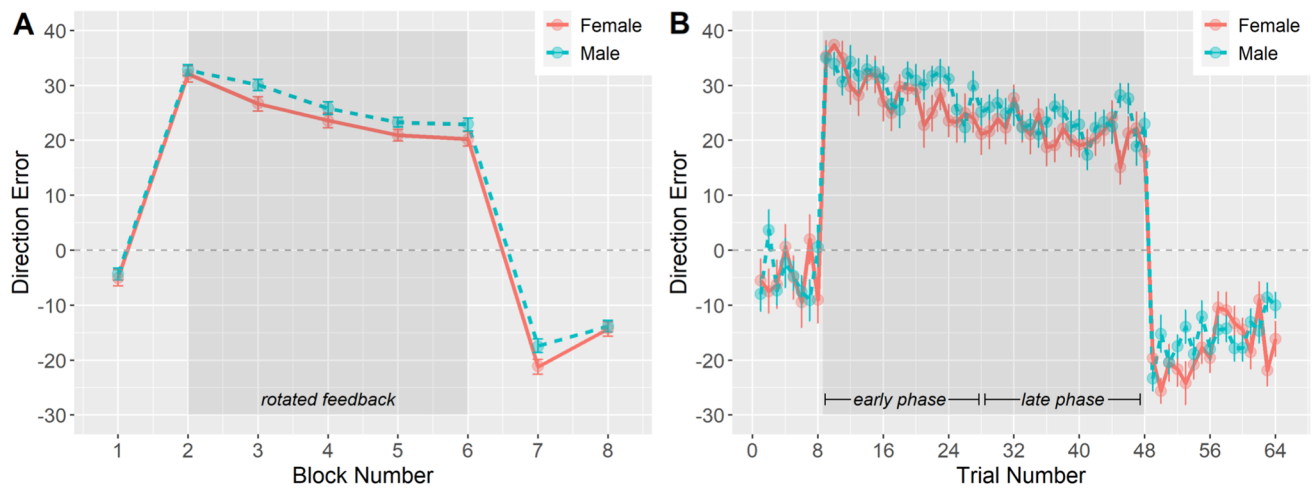 A
Female
Male
40
30
20
10
0
-10
-20
-30
Direction Error
rotated feedback
1 2 3 4 5 6 7 8
Block Number
B
Female
Male
40
30
20
10
0
-10
-20
-30
Direction Error
early phase late phase
0 8 16 24 32 40 48 56 64
Trial Number